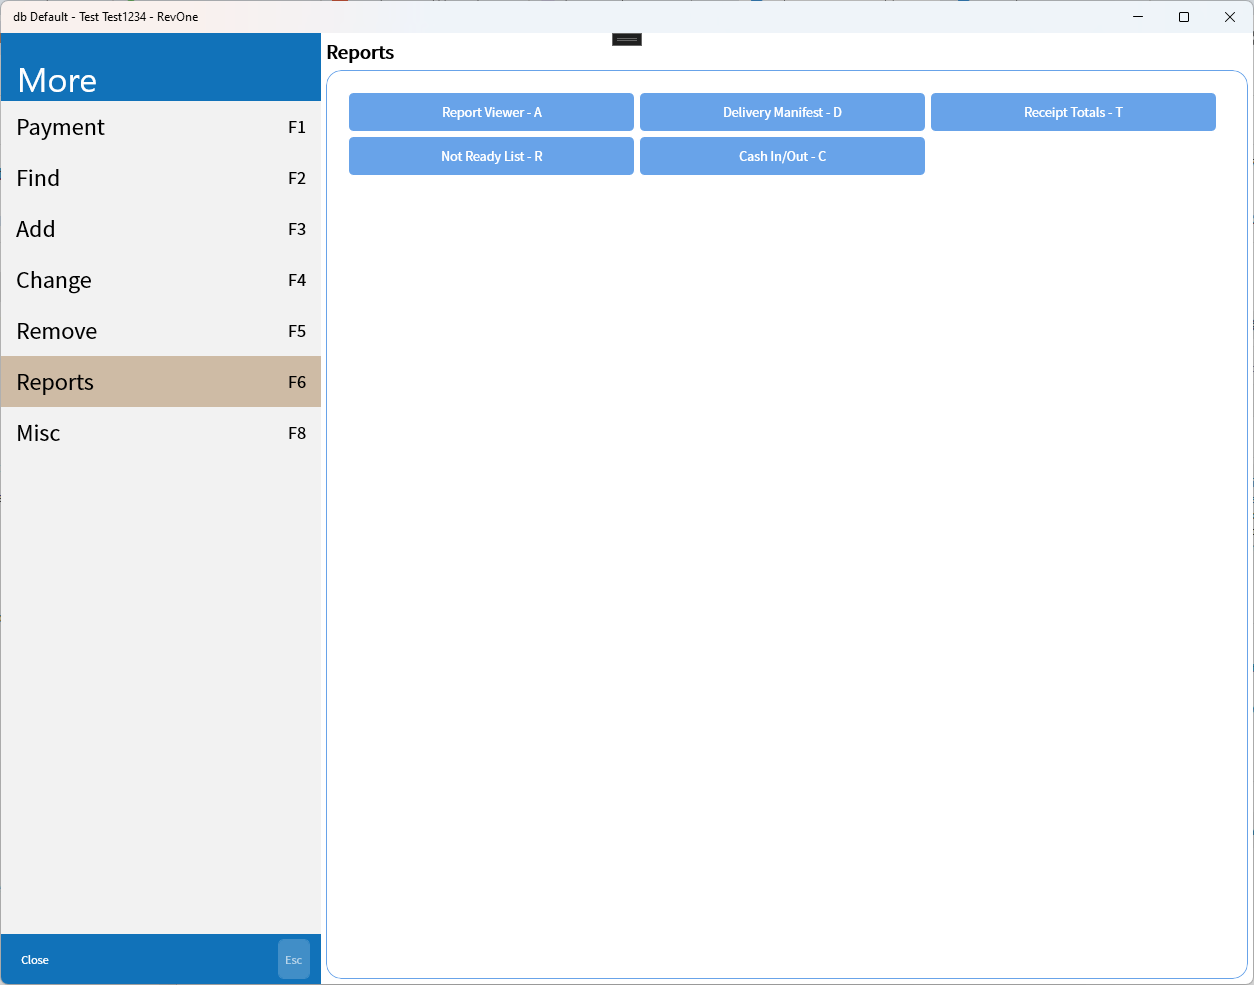 db Default - Test Test1234 - RevOne
More
Payment F1
Find F2
Add F3
Change F4
Remove F5
Reports F6
Misc F8
Close Esc
Reports
Report Viewer - A
Delivery Manifest - D
Receipt Totals - T
Not Ready List - R
Cash In/Out - C